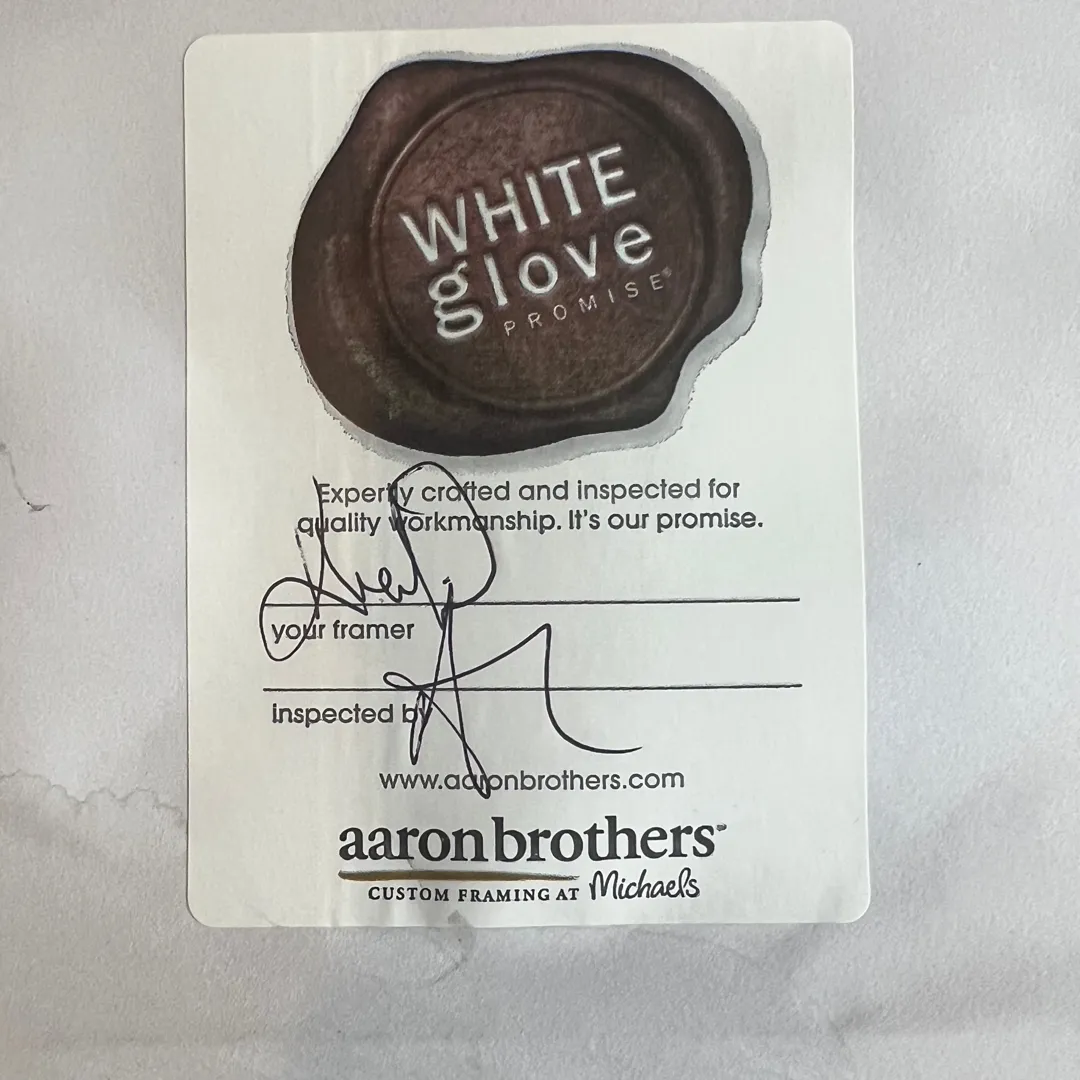 WHITE
glove
PROMISE®
Expertly crafted and inspected for
quality workmanship. It's our promise.
your framer
inspected by
www.aaronbrothers.com
aaronbrothers™
CUSTOM FRAMING AT Michaels